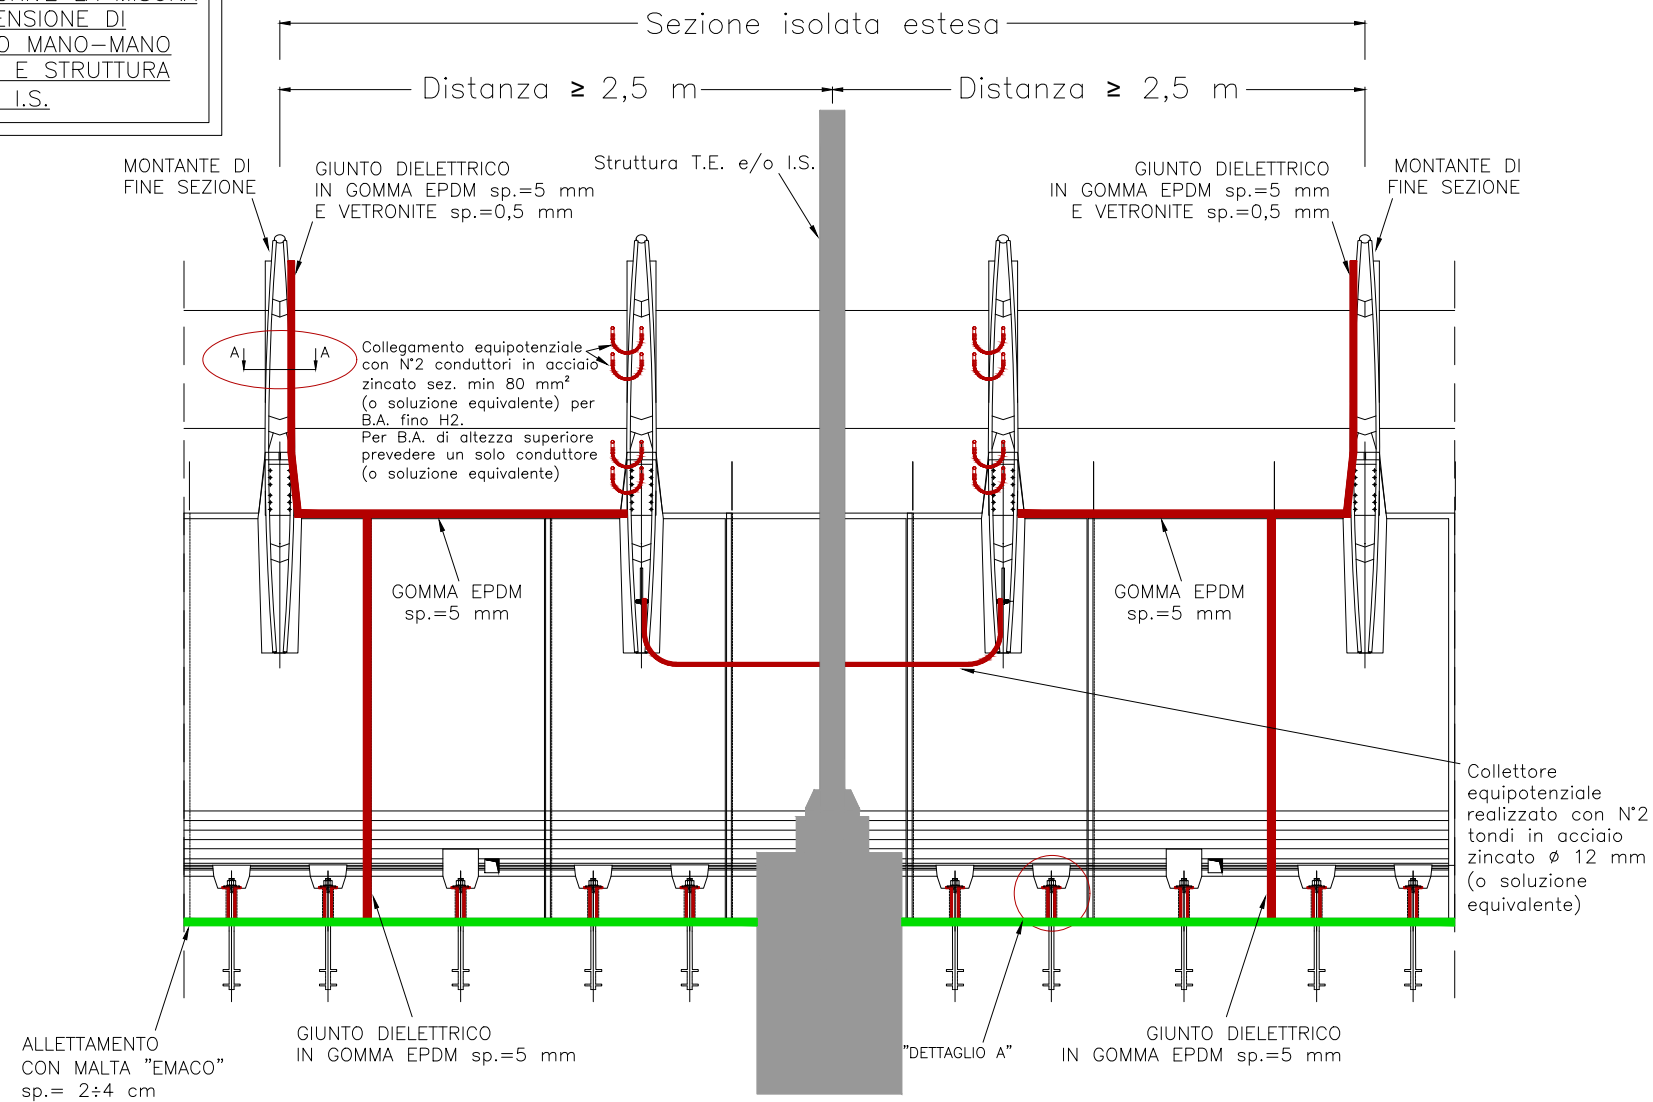 ENSIONE DI
O MANO-MANO
E STRUTTURA
I.S.
Sezione isolata estesa
Distanza ≥ 2,5 m
Distanza ≥ 2,5 m
MONTANTE DI
FINE SEZIONE
GIUNTO DIELETTRICO
IN GOMMA EPDM sp.=5 mm
E VETRONITE sp.=0,5 mm
Struttura T.E. e/o I.S.
GIUNTO DIELETTRICO
IN GOMMA EPDM sp.=5 mm
E VETRONITE sp.=0,5 mm
MONTANTE DI
FINE SEZIONE
A A
Collegamento equipotenziale
con N°2 conduttori in acciaio
zincato sez. min 80 mm²
(o soluzione equivalente) per
B.A. fino H2.
Per B.A. di altezza superiore
prevedere un solo conduttore
(o soluzione equivalente)
GOMMA EPDM
sp.=5 mm
GOMMA EPDM
sp.=5 mm
Collettore
equipotenziale
realizzato con N°2
tondi in acciaio
zincato ø 12 mm
(o soluzione
equivalente)
ALLETTAMENTO
CON MALTA "EMACO"
sp.= 2÷4 cm
GIUNTO DIELETTRICO
IN GOMMA EPDM sp.=5 mm
"DETTAGLIO A"
GIUNTO DIELETTRICO
IN GOMMA EPDM sp.=5 mm